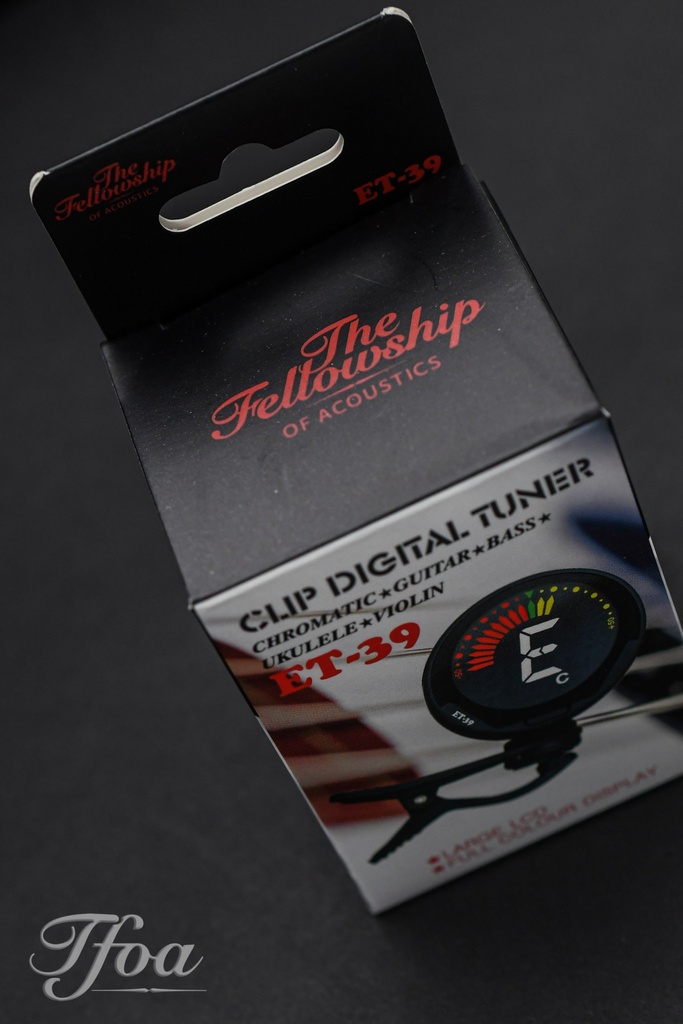 The
Fellowship
OF ACOUSTICS
ET-39
The
Fellowship
OF ACOUSTICS
CLIP DIGITAL TUNER
CHROMATIC★GUITAR★BASS★
UKULELE★VIOLIN
ET-39
E
C
ET-39
★LARGE LCD
★FULL COLOUR DISPLAY
Tfoa